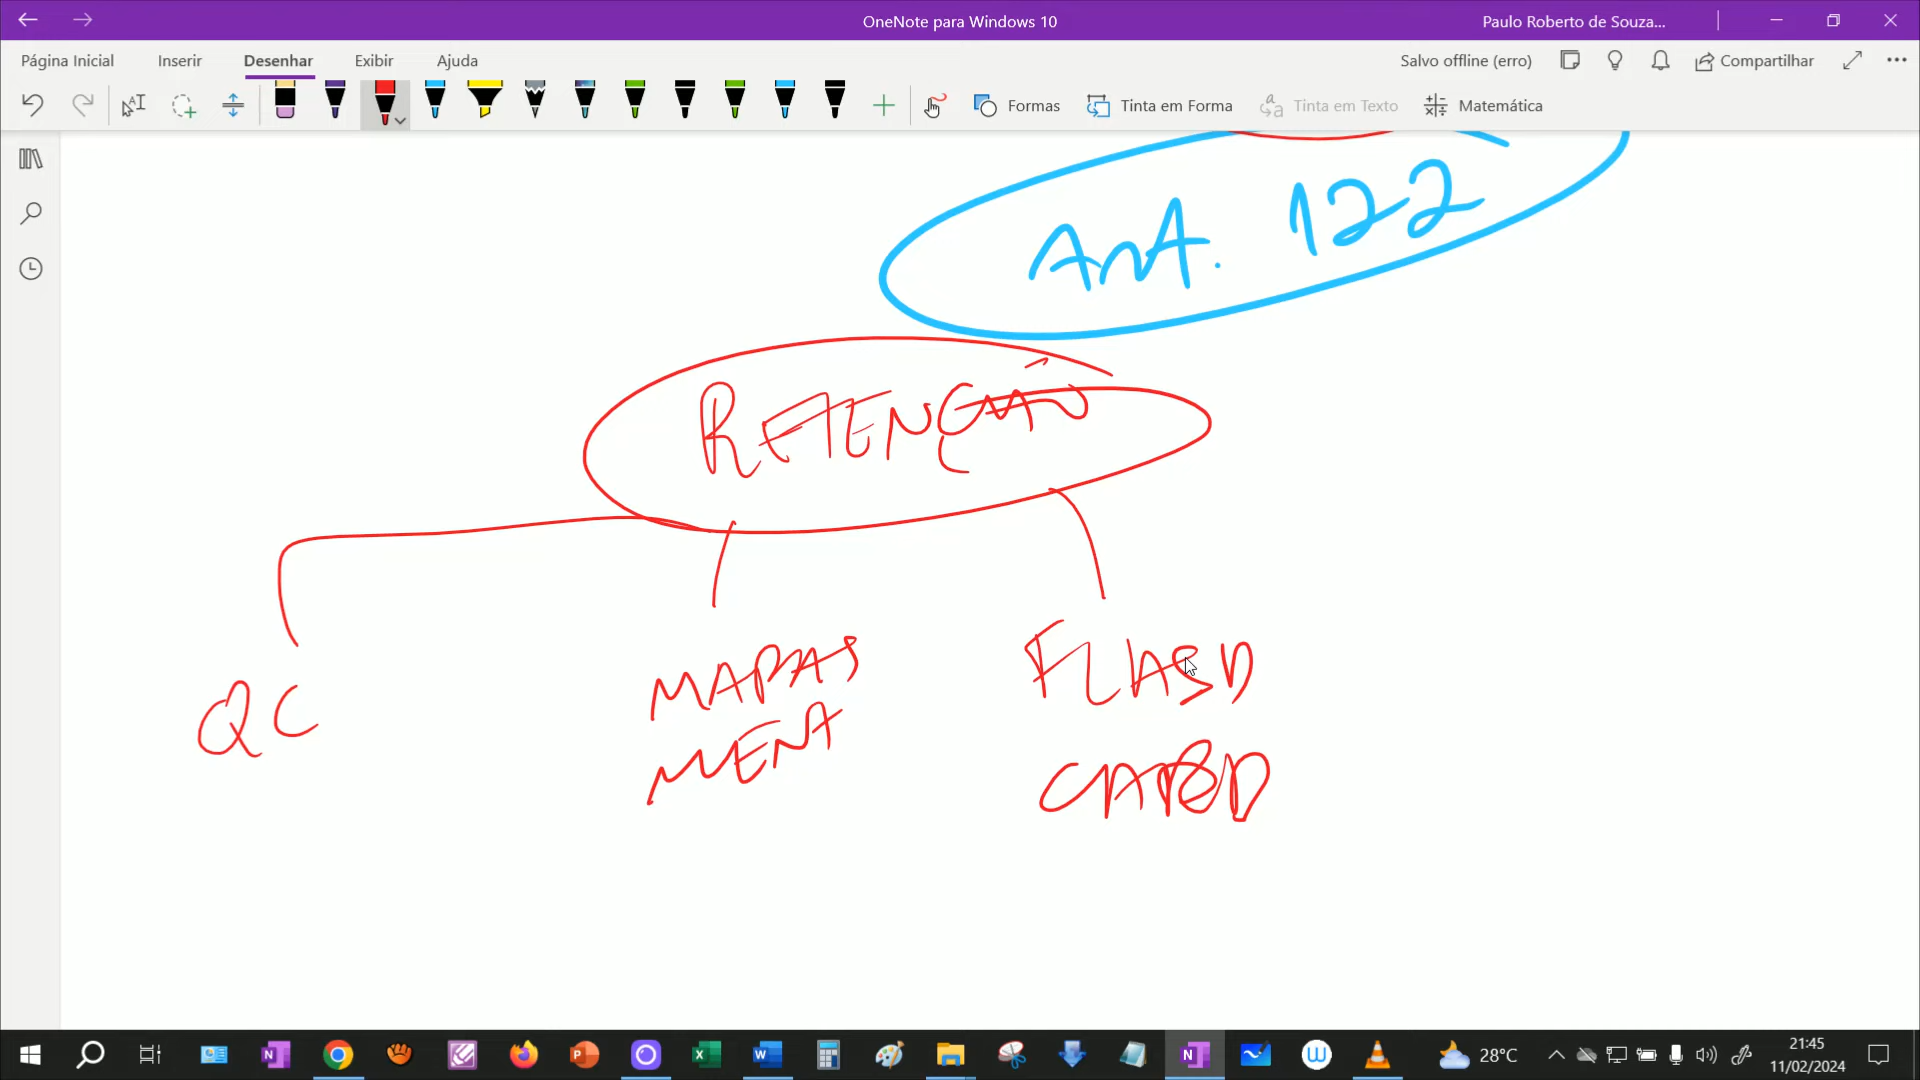 OneNote para Windows 10
Paulo Roberto de Souza...
Página Inicial Inserir Desenhar Exibir Ajuda
Salvo offline (erro) Compartilhar
Formas Tinta em Forma Tinta em Texto Matemática
Art. 122
RETENÇÃO
QC
MAPAS
MENT
FLASD
CARD
28°C
21:45
11/02/2024